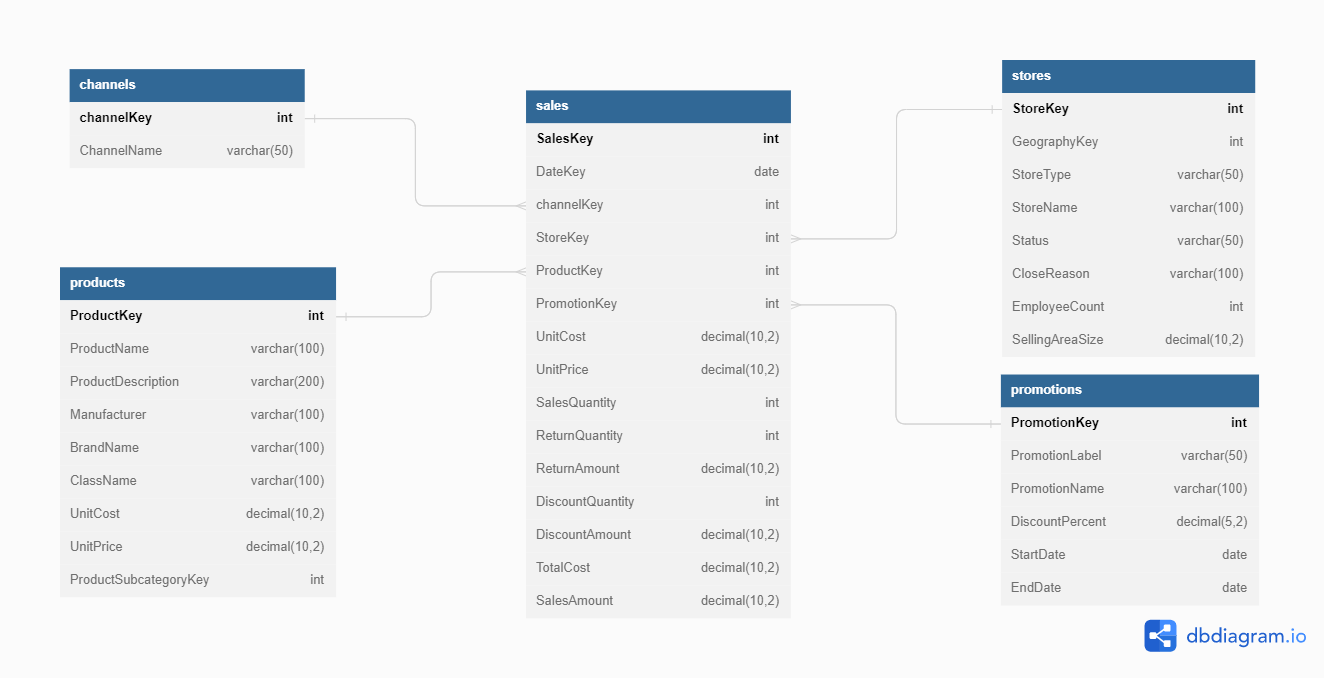 channels
channelKey int
ChannelName varchar(50)
products
ProductKey int
ProductName varchar(100)
ProductDescription varchar(200)
Manufacturer varchar(100)
BrandName varchar(100)
ClassName varchar(100)
UnitCost decimal(10,2)
UnitPrice decimal(10,2)
ProductSubcategoryKey int
sales
SalesKey int
DateKey date
channelKey int
StoreKey int
ProductKey int
PromotionKey int
UnitCost decimal(10,2)
UnitPrice decimal(10,2)
SalesQuantity int
ReturnQuantity int
ReturnAmount decimal(10,2)
DiscountQuantity int
DiscountAmount decimal(10,2)
TotalCost decimal(10,2)
SalesAmount decimal(10,2)
stores
StoreKey int
GeographyKey int
StoreType varchar(50)
StoreName varchar(100)
Status varchar(50)
CloseReason varchar(100)
EmployeeCount int
SellingAreaSize decimal(10,2)
promotions
PromotionKey int
PromotionLabel varchar(50)
PromotionName varchar(100)
DiscountPercent decimal(5,2)
StartDate date
EndDate date
dbdiagram.io